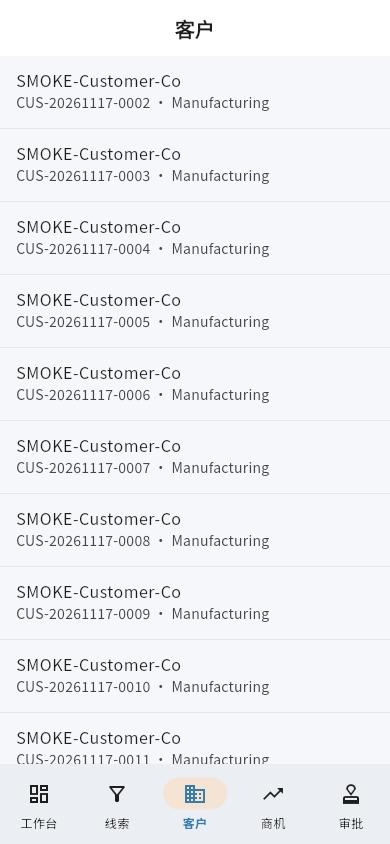 客户
SMOKE-Customer-Co
CUS-20261117-0002 · Manufacturing
SMOKE-Customer-Co
CUS-20261117-0003 · Manufacturing
SMOKE-Customer-Co
CUS-20261117-0004 · Manufacturing
SMOKE-Customer-Co
CUS-20261117-0005 · Manufacturing
SMOKE-Customer-Co
CUS-20261117-0006 · Manufacturing
SMOKE-Customer-Co
CUS-20261117-0007 · Manufacturing
SMOKE-Customer-Co
CUS-20261117-0008 · Manufacturing
SMOKE-Customer-Co
CUS-20261117-0009 · Manufacturing
SMOKE-Customer-Co
CUS-20261117-0010 · Manufacturing
SMOKE-Customer-Co
CUS-20261117-0011 · Manufacturing
工作台 线索 客户 商机 审批